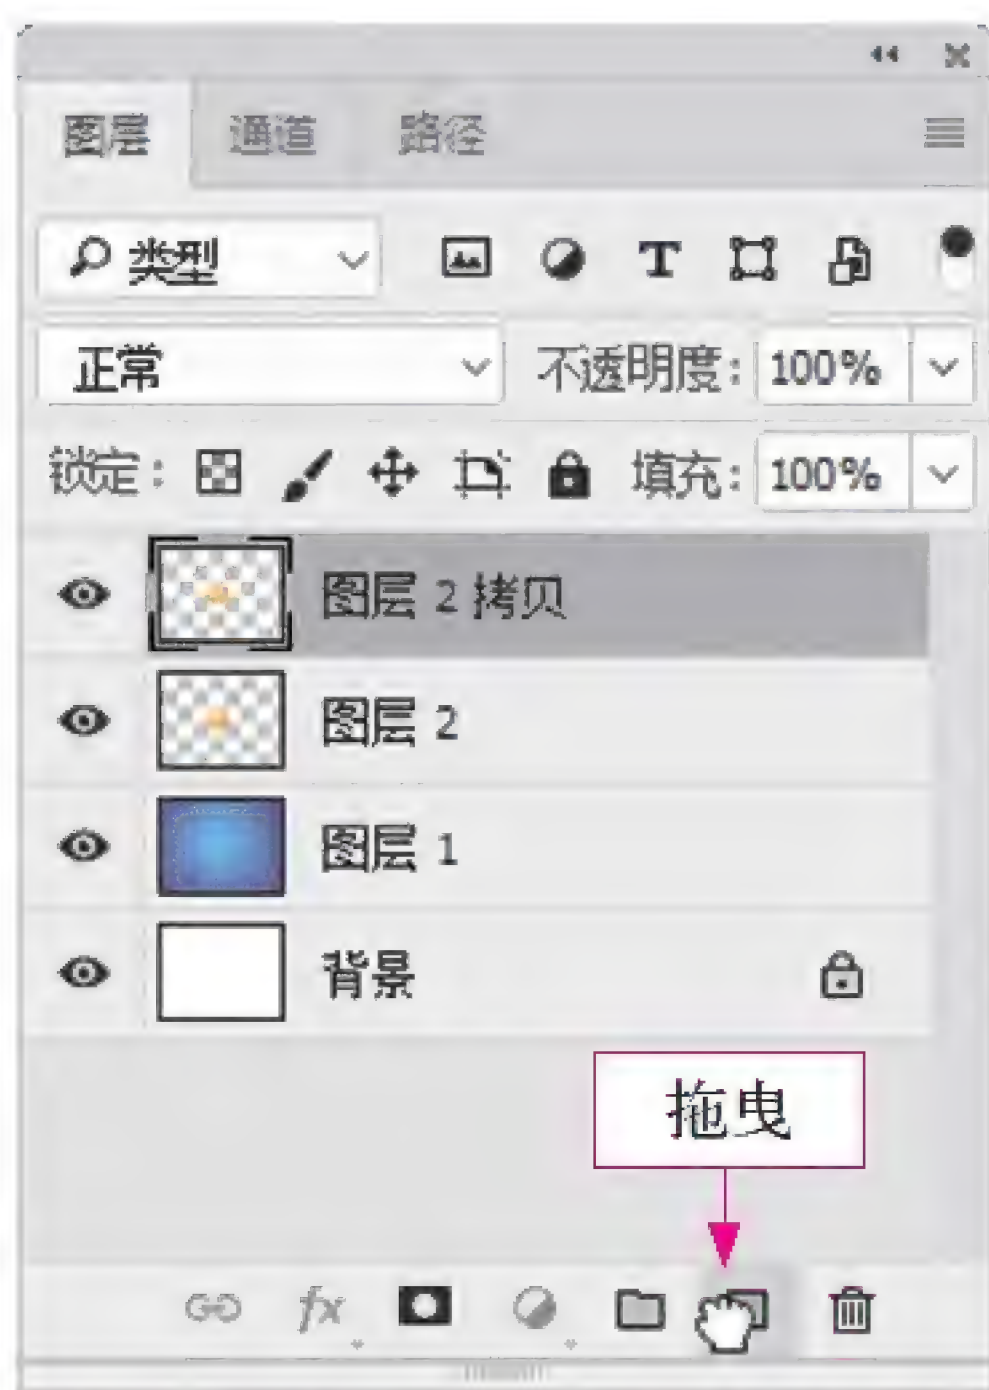 图层 通道 路径
类型 T
正常 不透明度: 100%
锁定: 填充: 100%
图层 2 拷贝
图层 2
图层 1
背景
拖曳
fx